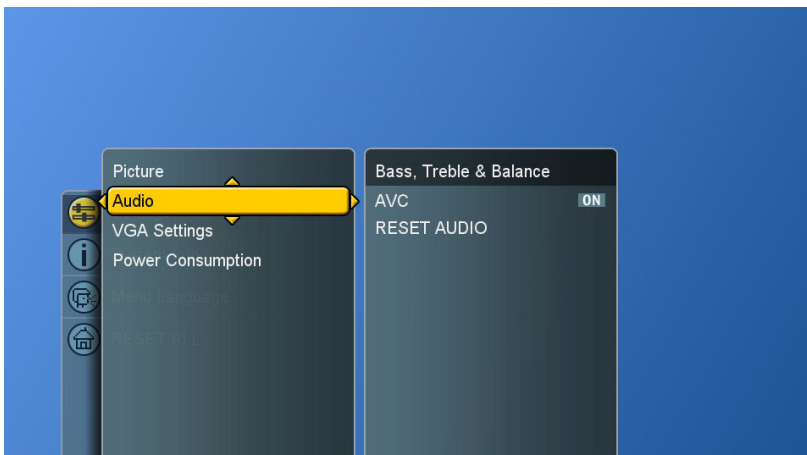 Picture
Audio
VGA Settings
Power Consumption
Menu Language
RESET ALL
Bass, Treble & Balance
AVC ON
RESET AUDIO